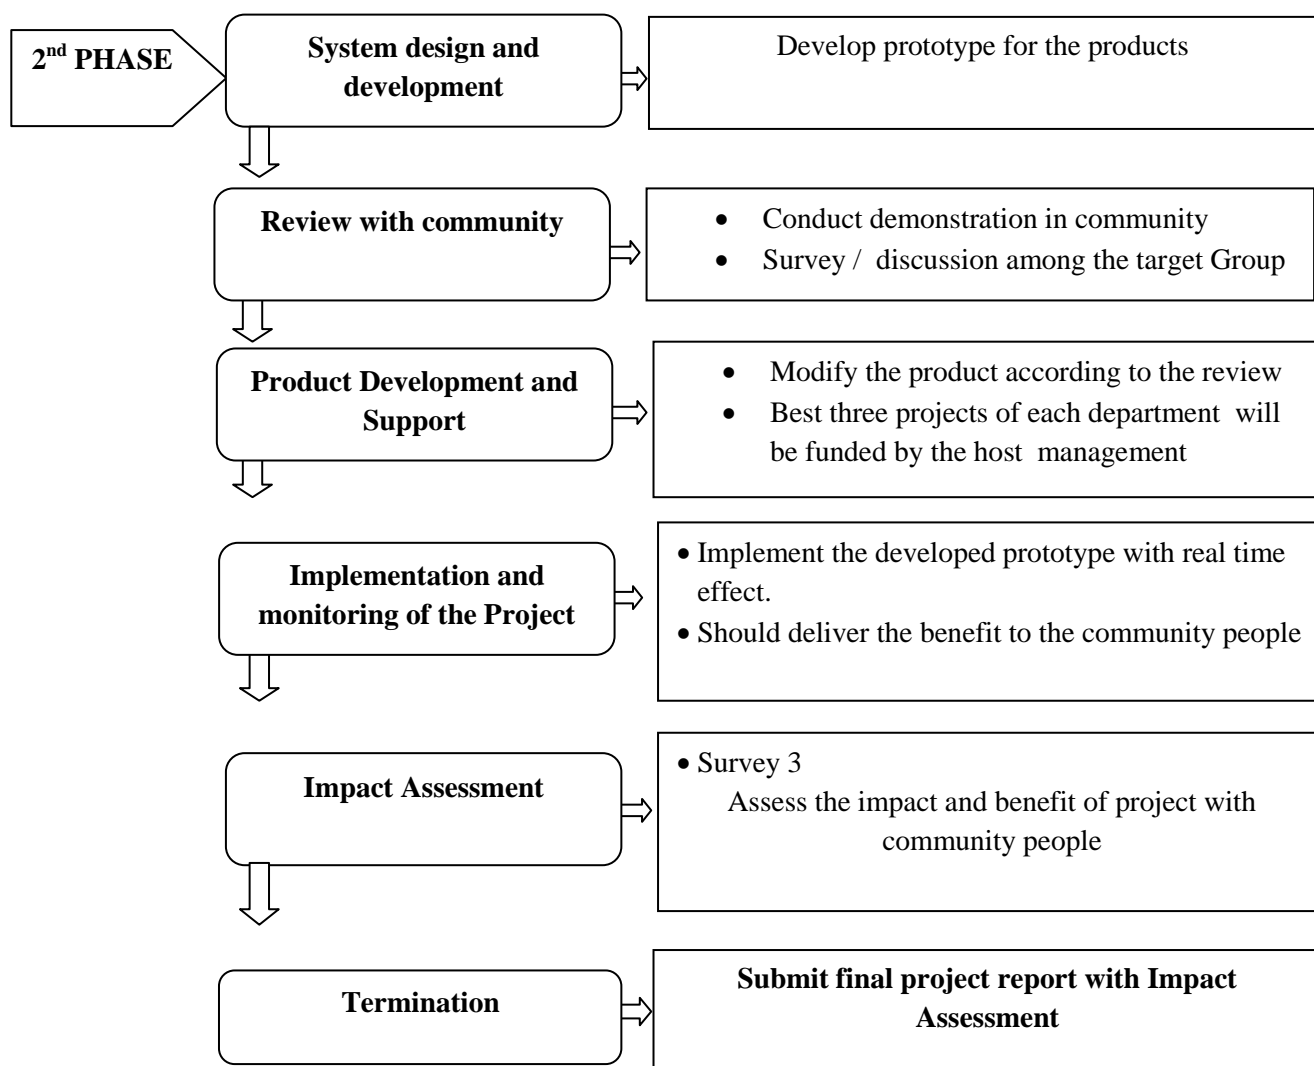 2nd PHASE
System design and
development
Develop prototype for the products
Review with community
• Conduct demonstration in community
• Survey / discussion among the target Group
Product Development and
Support
• Modify the product according to the review
• Best three projects of each department will
be funded by the host management
Implementation and
monitoring of the Project
• Implement the developed prototype with real time
effect.
• Should deliver the benefit to the community people
Impact Assessment
• Survey 3
Assess the impact and benefit of project with
community people
Termination
Submit final project report with Impact
Assessment